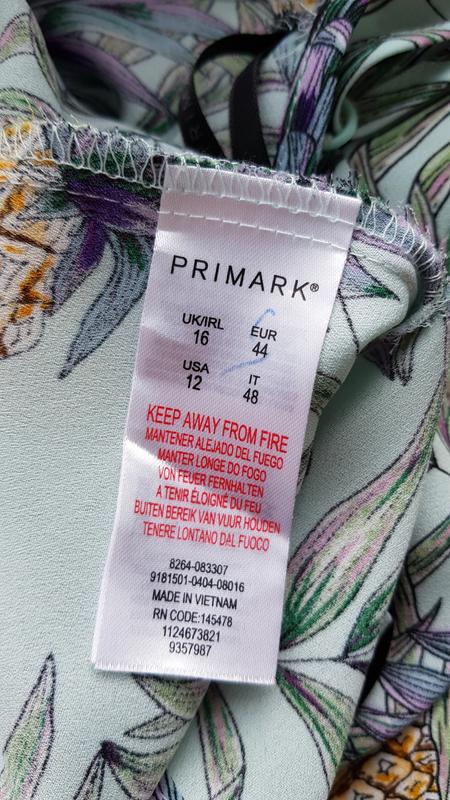 PRIMARK®
UK/IRL EUR
16 44
USA IT
12 48
KEEP AWAY FROM FIRE
MANTENER ALEJADO DEL FUEGO
MANTER LONGE DO FOGO
VON FEUER FERNHALTEN
A TENIR ÉLOIGNÉ DU FEU
BUITEN BEREIK VAN VUUR HOUDEN
TENERE LONTANO DAL FUOCO
8264-083307
9181501-0404-08016
MADE IN VIETNAM
RN CODE:145478
1124673821
9357987